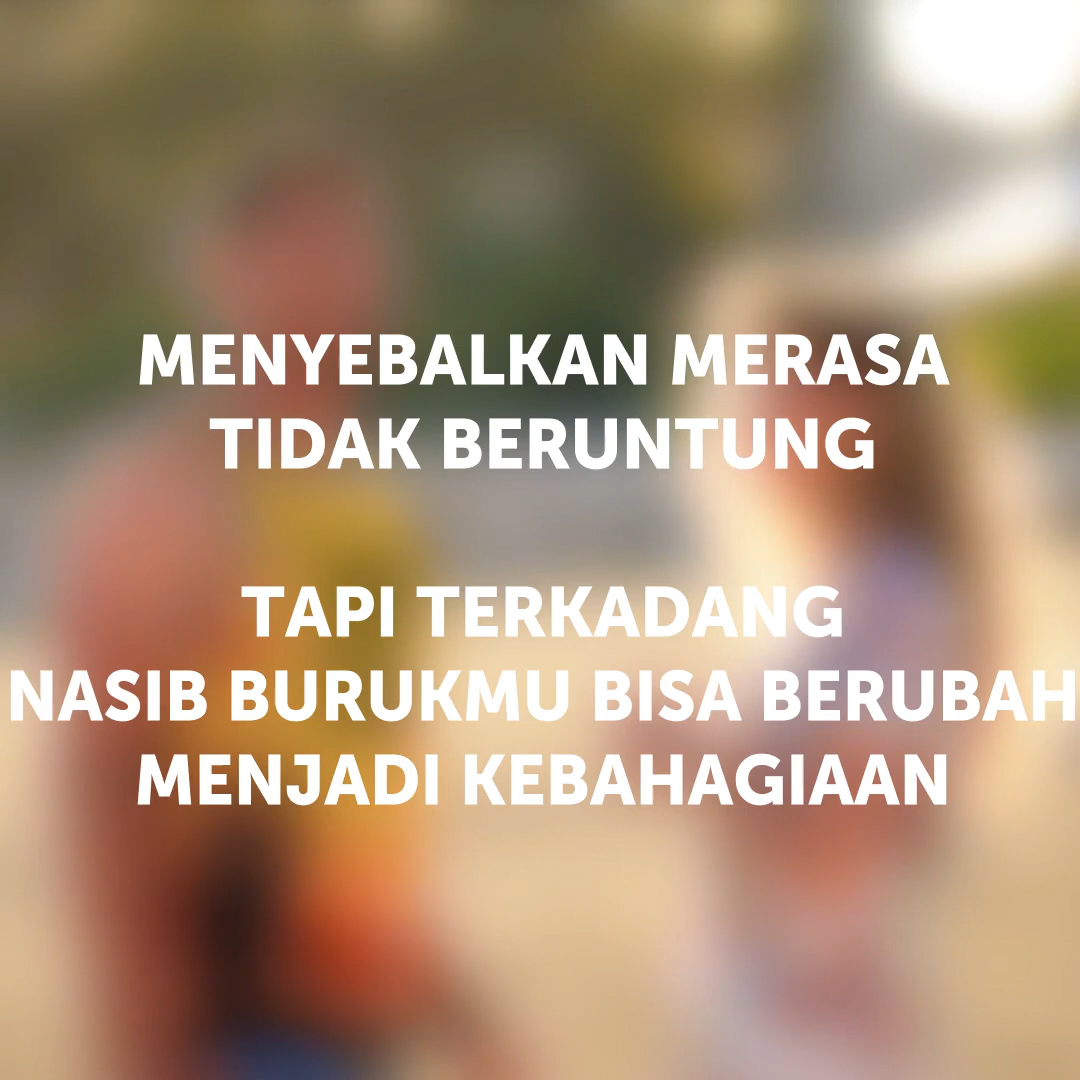 MENYEBALKAN MERASA
TIDAK BERUNTUNG
TAPI TERKADANG
NASIB BURUKMU BISA BERUBAH
MENJADI KEBAHAGIAAN